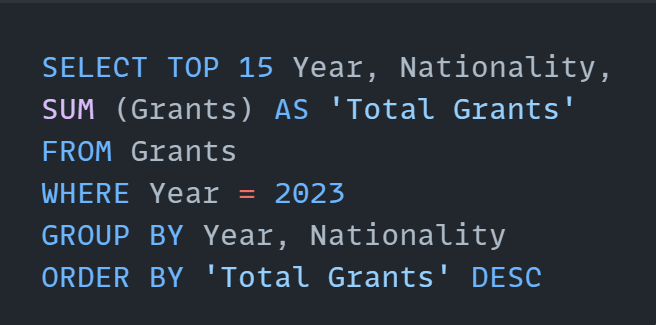 SELECT TOP 15 Year, Nationality,
SUM (Grants) AS 'Total Grants'
FROM Grants
WHERE Year = 2023
GROUP BY Year, Nationality
ORDER BY 'Total Grants' DESC